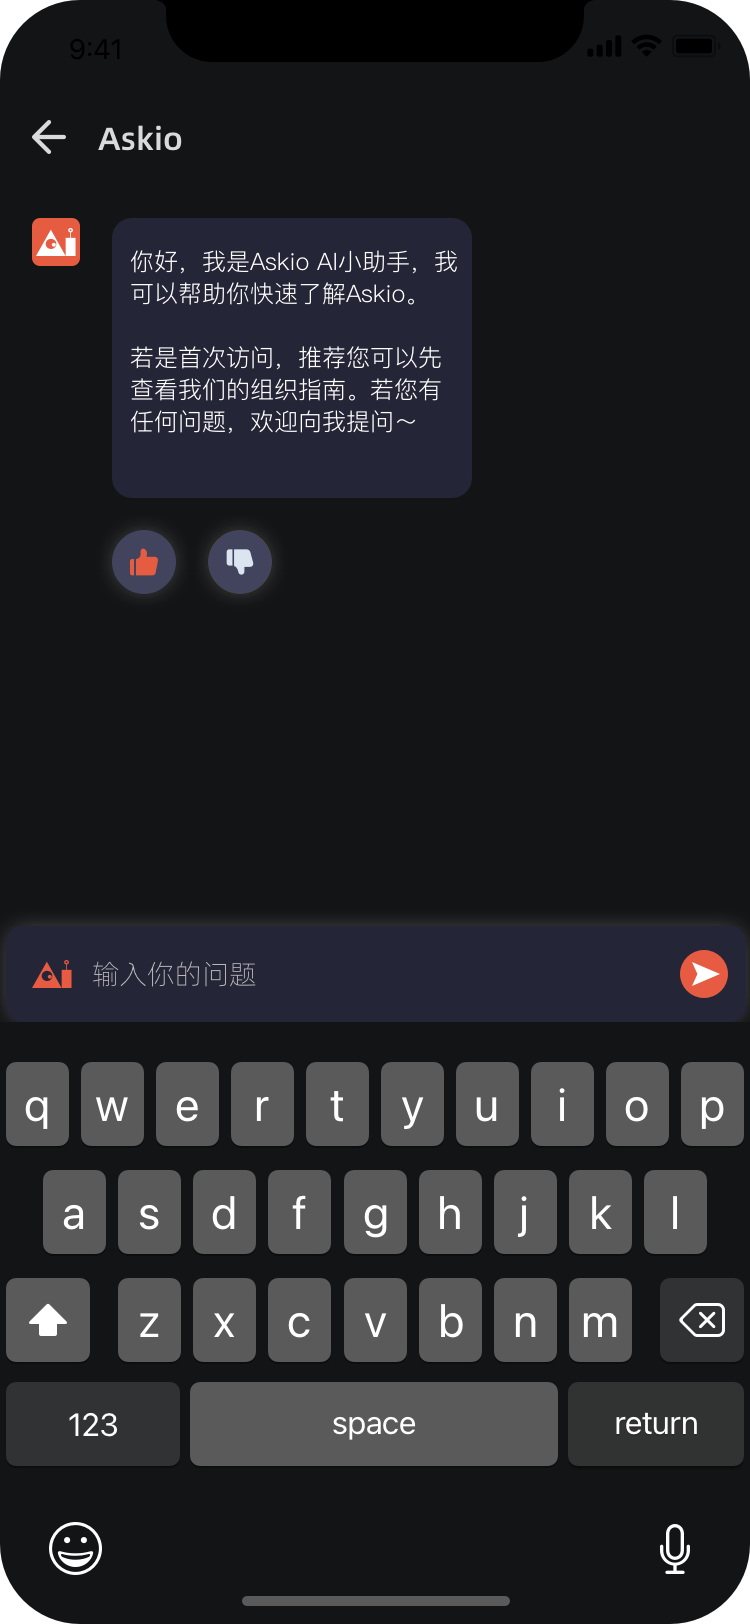 9:41
Askio
你好，我是Askio AI小助手，我
可以帮助你快速了解Askio。
若是首次访问，推荐您可以先
查看我们的组织指南。若您有
任何问题，欢迎向我提问～
输入你的问题
q w e r t y u i o p
a s d f g h j k l
z x c v b n m
123 space return